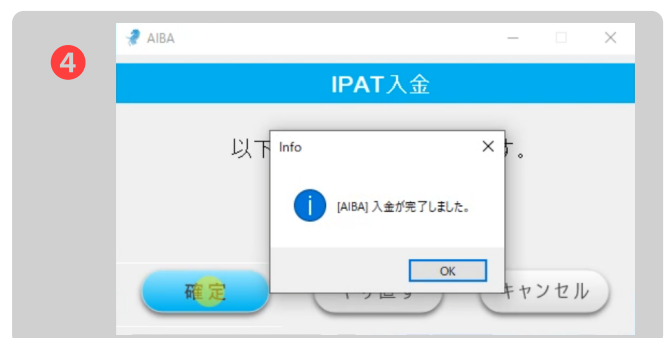 4
AIBA
IPAT入金
以下
す。
Info
[AIBA] 入金が完了しました。
OK
確定
キャンセル